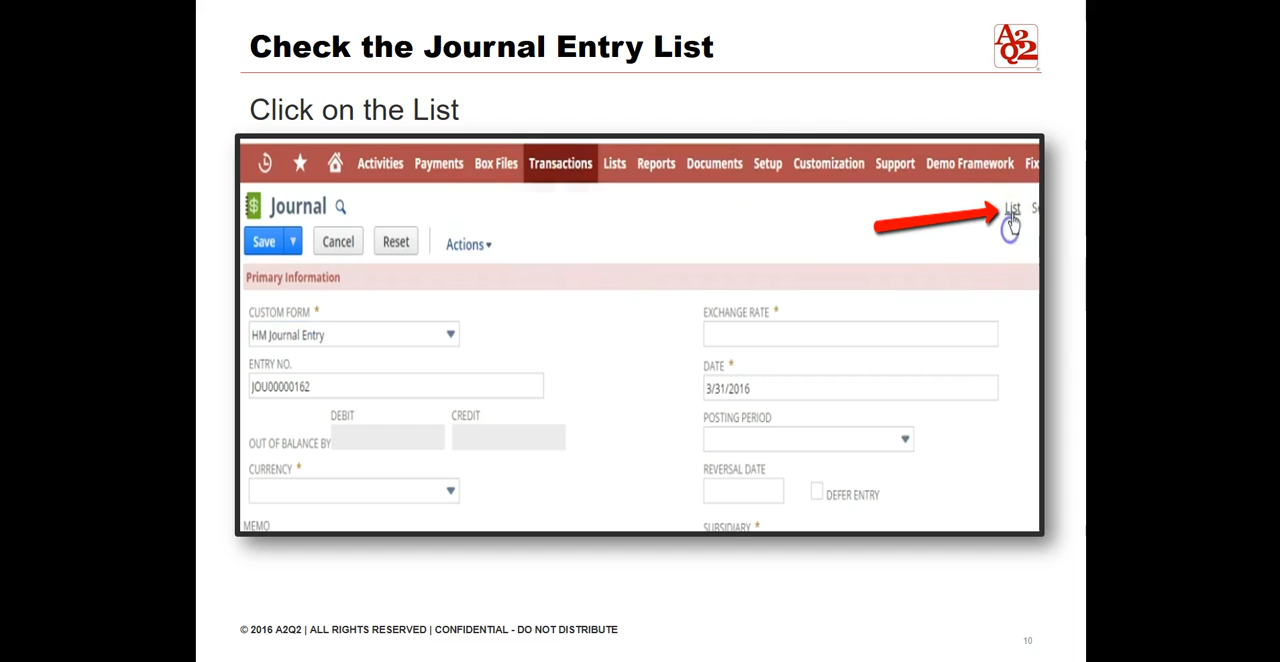 Check the Journal Entry List
A2Q2
Click on the List
Activities Payments Box Files Transactions Lists Reports Documents Setup Customization Support Demo Framework Fix
$ Journal List
Save Cancel Reset Actions
Primary Information
CUSTOM FORM * EXCHANGE RATE *
HM Journal Entry
ENTRY NO. DATE *
JOU00000162 3/31/2016
DEBIT CREDIT POSTING PERIOD
OUT OF BALANCE BY
CURRENCY * REVERSAL DATE
DEFER ENTRY
MEMO SUBSIDIARY *
© 2016 A2Q2 | ALL RIGHTS RESERVED | CONFIDENTIAL - DO NOT DISTRIBUTE
10